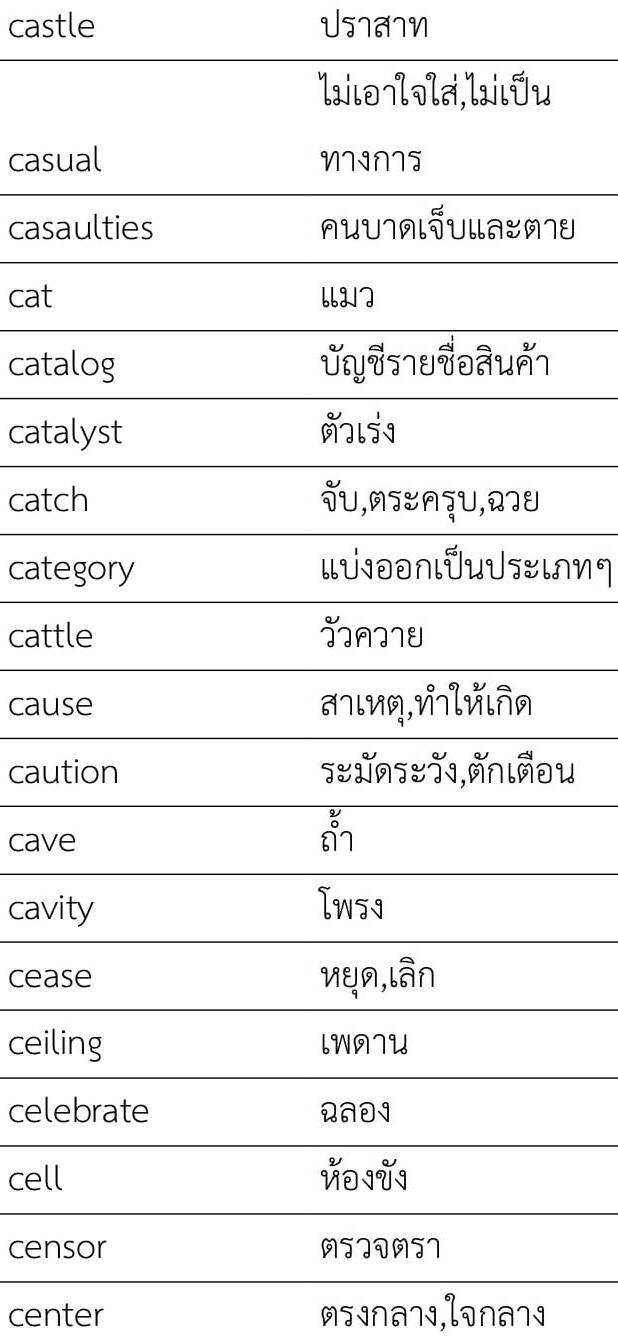 castle ปราสาท
ไม่เอาใจใส่,ไม่เป็น
casual ทางการ
casaulties คนบาดเจ็บและตาย
cat แมว
catalog บัญชีรายชื่อสินค้า
catalyst ตัวเร่ง
catch จับ,ตระครุบ,ฉวย
category แบ่งออกเป็นประเภทๆ
cattle วัวควาย
cause สาเหตุ,ทำให้เกิด
caution ระมัดระวัง,ตักเตือน
cave ถ้ำ
cavity โพรง
cease หยุด,เลิก
ceiling เพดาน
celebrate ฉลอง
cell ห้องขัง
censor ตรวจตรา
center ตรงกลาง,ใจกลาง